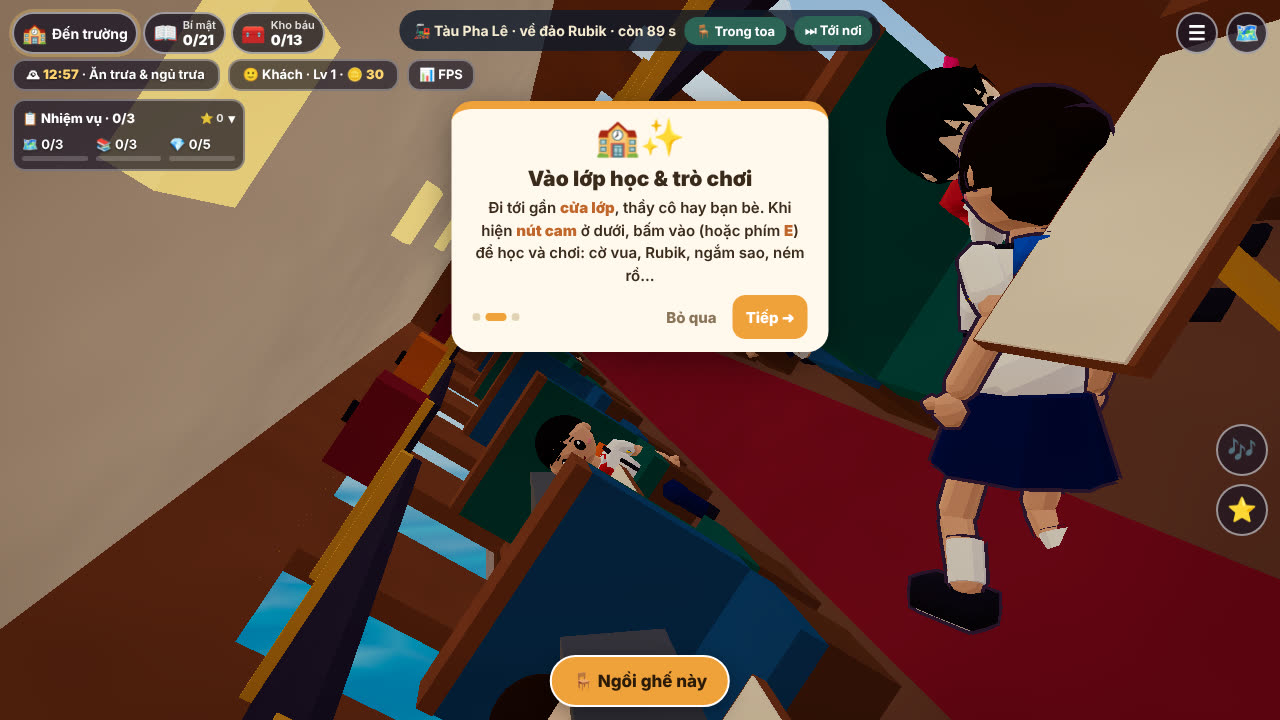 🏫 Đến trường
📖 Bí mật 0/21
🧰 Kho báu 0/13
🚂 Tàu Pha Lê · về đảo Rubik · còn 89 s
🪑 Trong toa
⏭ Tới nơi
🕰 12:57 · Ăn trưa & ngủ trưa
🙂 Khách · Lv 1 · 🪙 30
📊 FPS
📋 Nhiệm vụ · 0/3
⭐ 0 ▾
🗺️ 0/3
📚 0/3
💎 0/5
Vào lớp học & trò chơi
Đi tới gần cửa lớp, thầy cô hay bạn bè. Khi
hiện nút cam ở dưới, bấm vào (hoặc phím E)
để học và chơi: cờ vua, Rubik, ngắm sao, ném
rổ…
Bỏ qua
Tiếp ➜
🪑 Ngồi ghế này